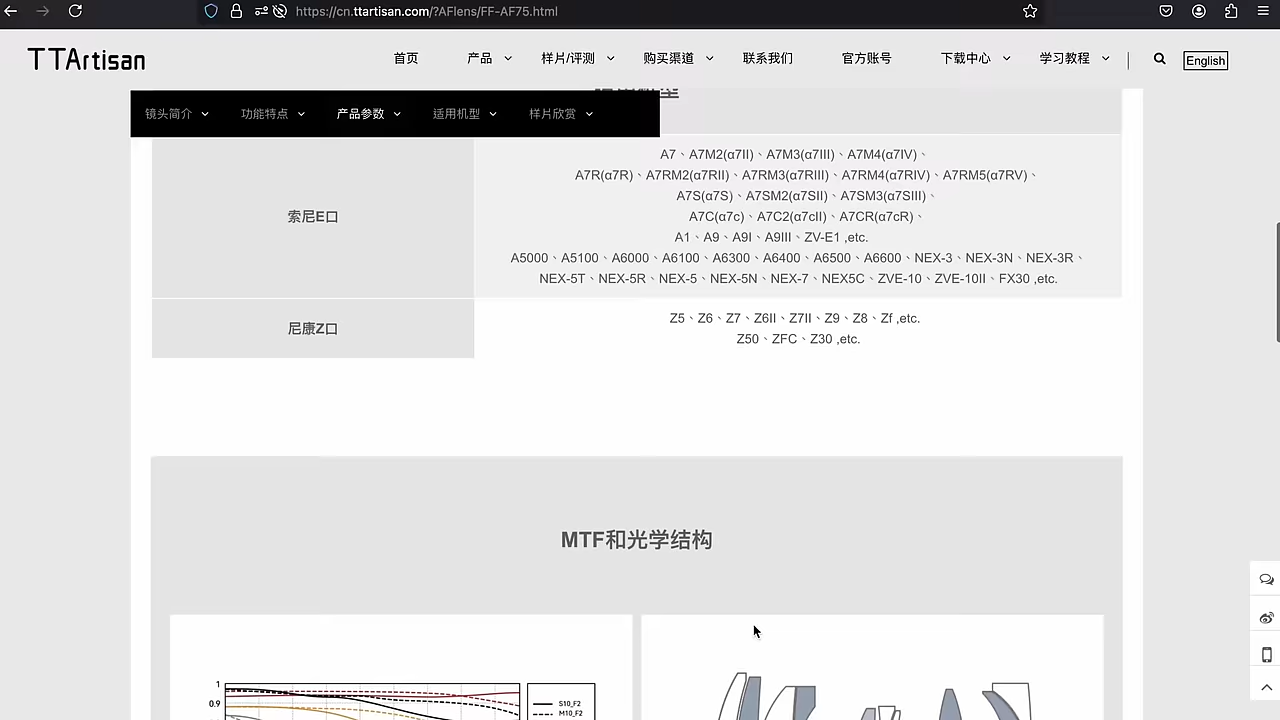 https://cn.ttartisan.com/?AFlens/FF-AF75.html
TTArtisan
首页 产品 样片/评测 购买渠道 联系我们 官方账号 下载中心 学习教程 English
镜头简介 功能特点 产品参数 适用机型 样片欣赏
A7、A7M2(α7II)、A7M3(α7III)、A7M4(α7IV)、
A7R(α7R)、A7RM2(α7RII)、A7RM3(α7RIII)、A7RM4(α7RIV)、A7RM5(α7RV)、
A7S(α7S)、A7SM2(α7SII)、A7SM3(α7SIII)、
索尼E口
A7C(α7c)、A7C2(α7cII)、A7CR(α7cR)、
A1、A9、A9I、A9III、ZV-E1 ,etc.
A5000、A5100、A6000、A6100、A6300、A6400、A6500、A6600、NEX-3、NEX-3N、NEX-3R、
NEX-5T、NEX-5R、NEX-5、NEX-5N、NEX-7、NEX5C、ZVE-10、ZVE-10II、FX30 ,etc.
尼康Z口
Z5、Z6、Z7、Z6II、Z7II、Z9、Z8、Zf ,etc.
Z50、ZFC、Z30 ,etc.
MTF和光学结构
1
0.9
S10_F2
M10_F2